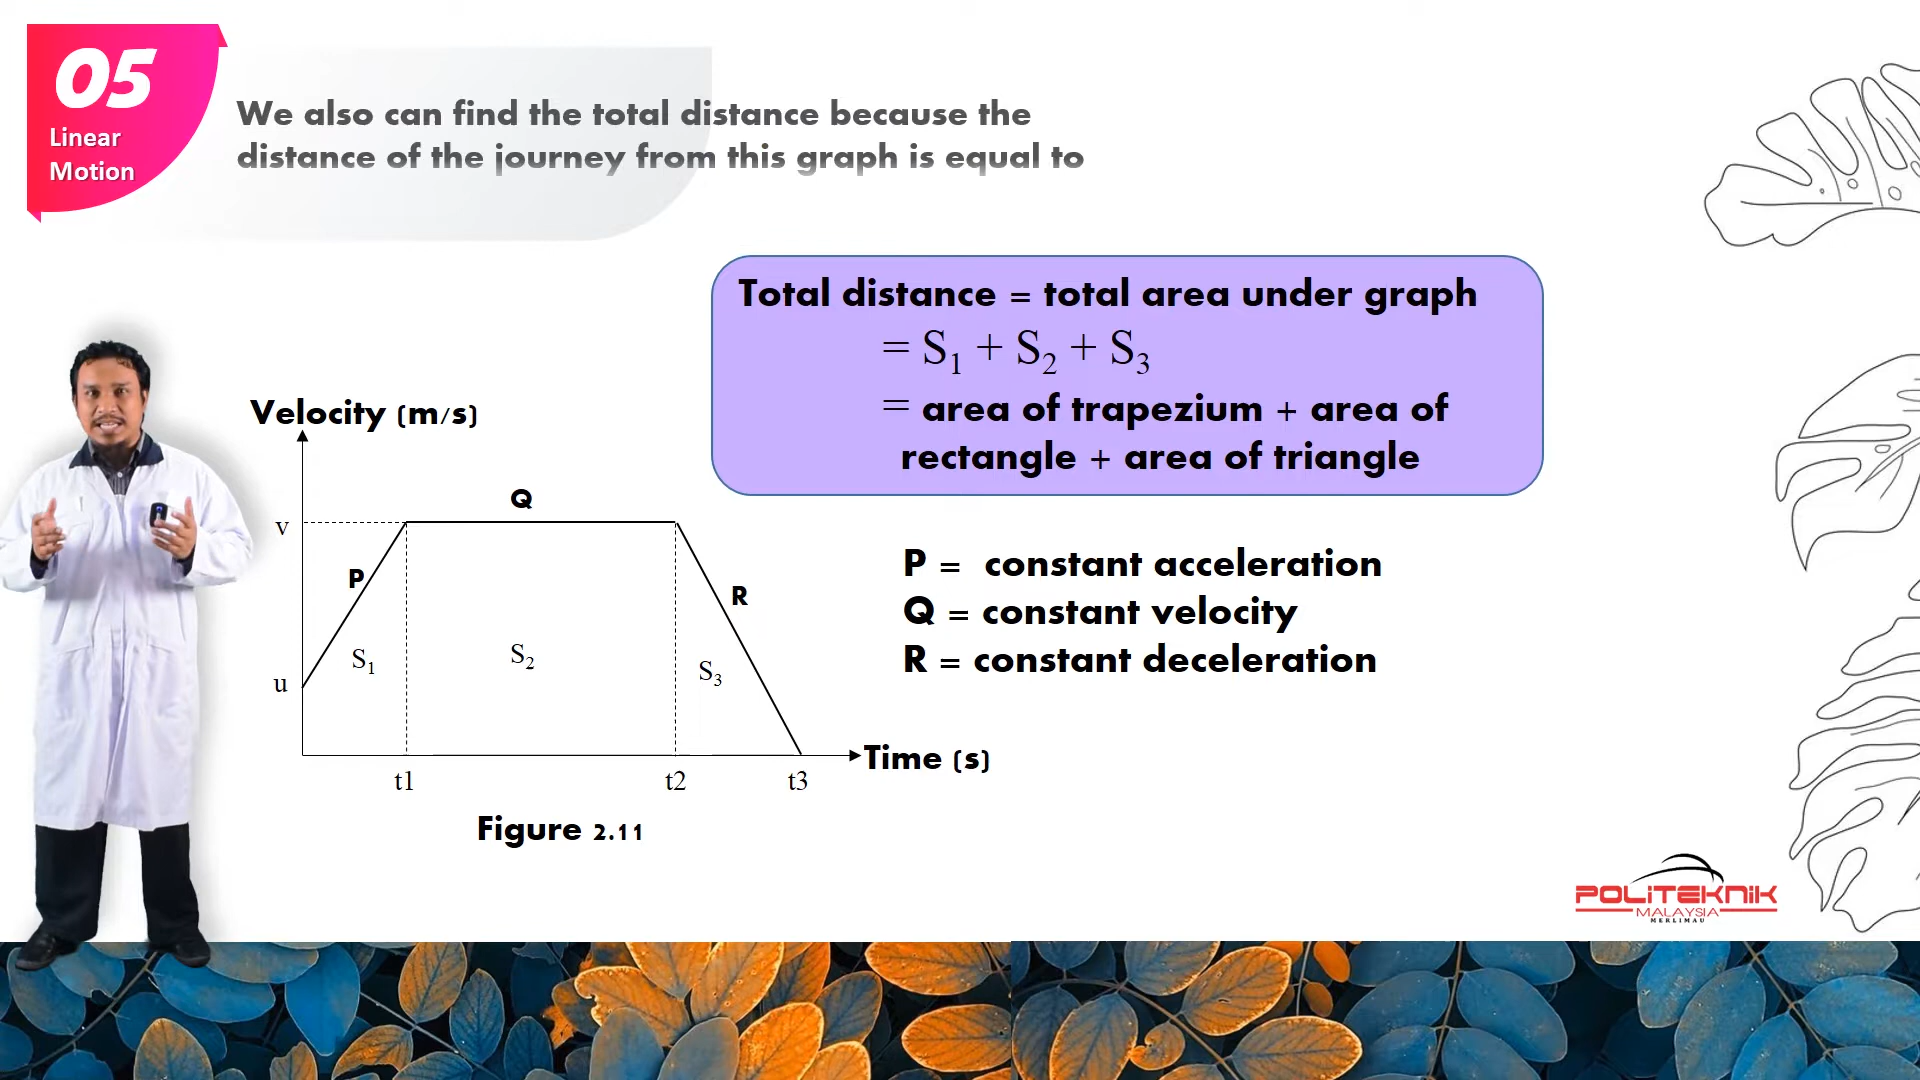 05
Linear
Motion
We also can find the total distance because the
distance of the journey from this graph is equal to
Total distance = total area under graph
= S1 + S2 + S3
= area of trapezium + area of
rectangle + area of triangle
Velocity (m/s)
Q
v
P
R
S1
S2
S3
u
Time (s)
t1
t2
t3
Figure 2.11
P = constant acceleration
Q = constant velocity
R = constant deceleration
POLITEKNIK
MALAYSIA
MERLIMAU